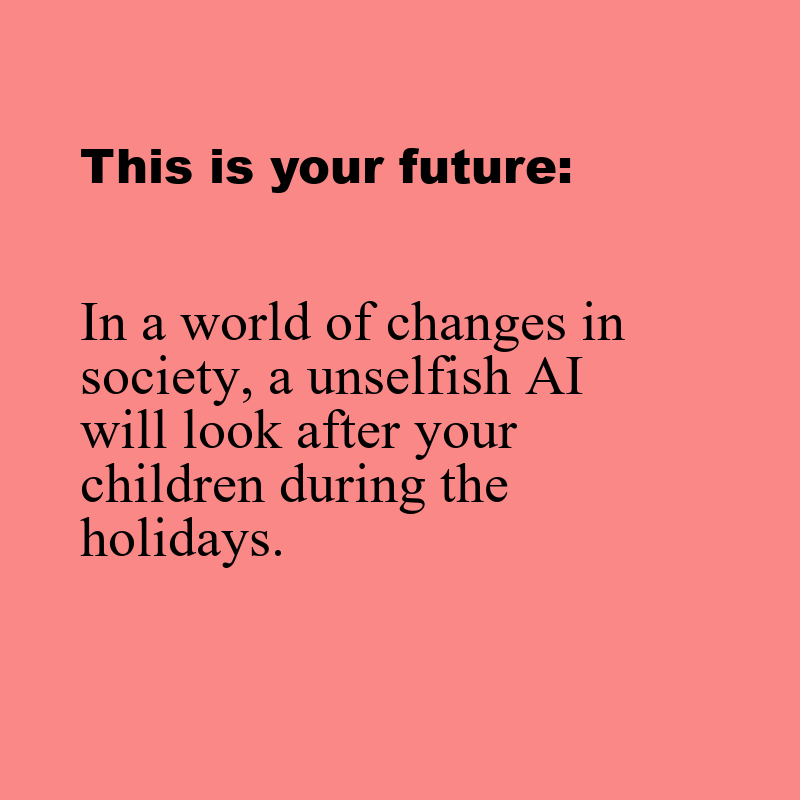 This is your future:
In a world of changes in
society, a unselfish AI
will look after your
children during the
holidays.